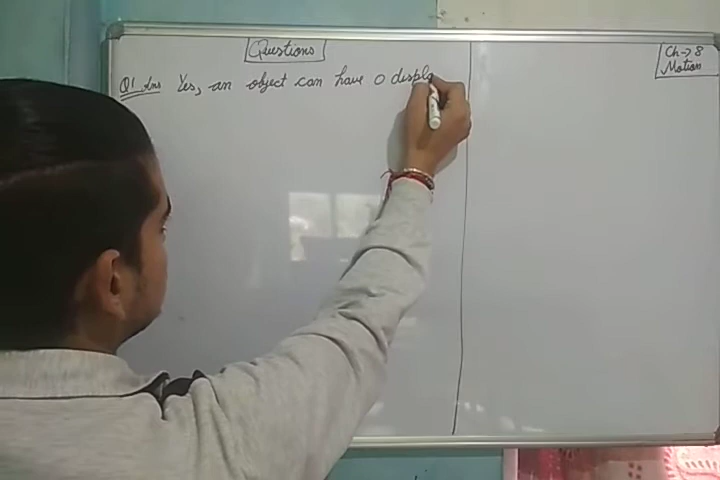 Questions
Ch→8
Motion
Q1 Ans Yes, an object can have 0 displa